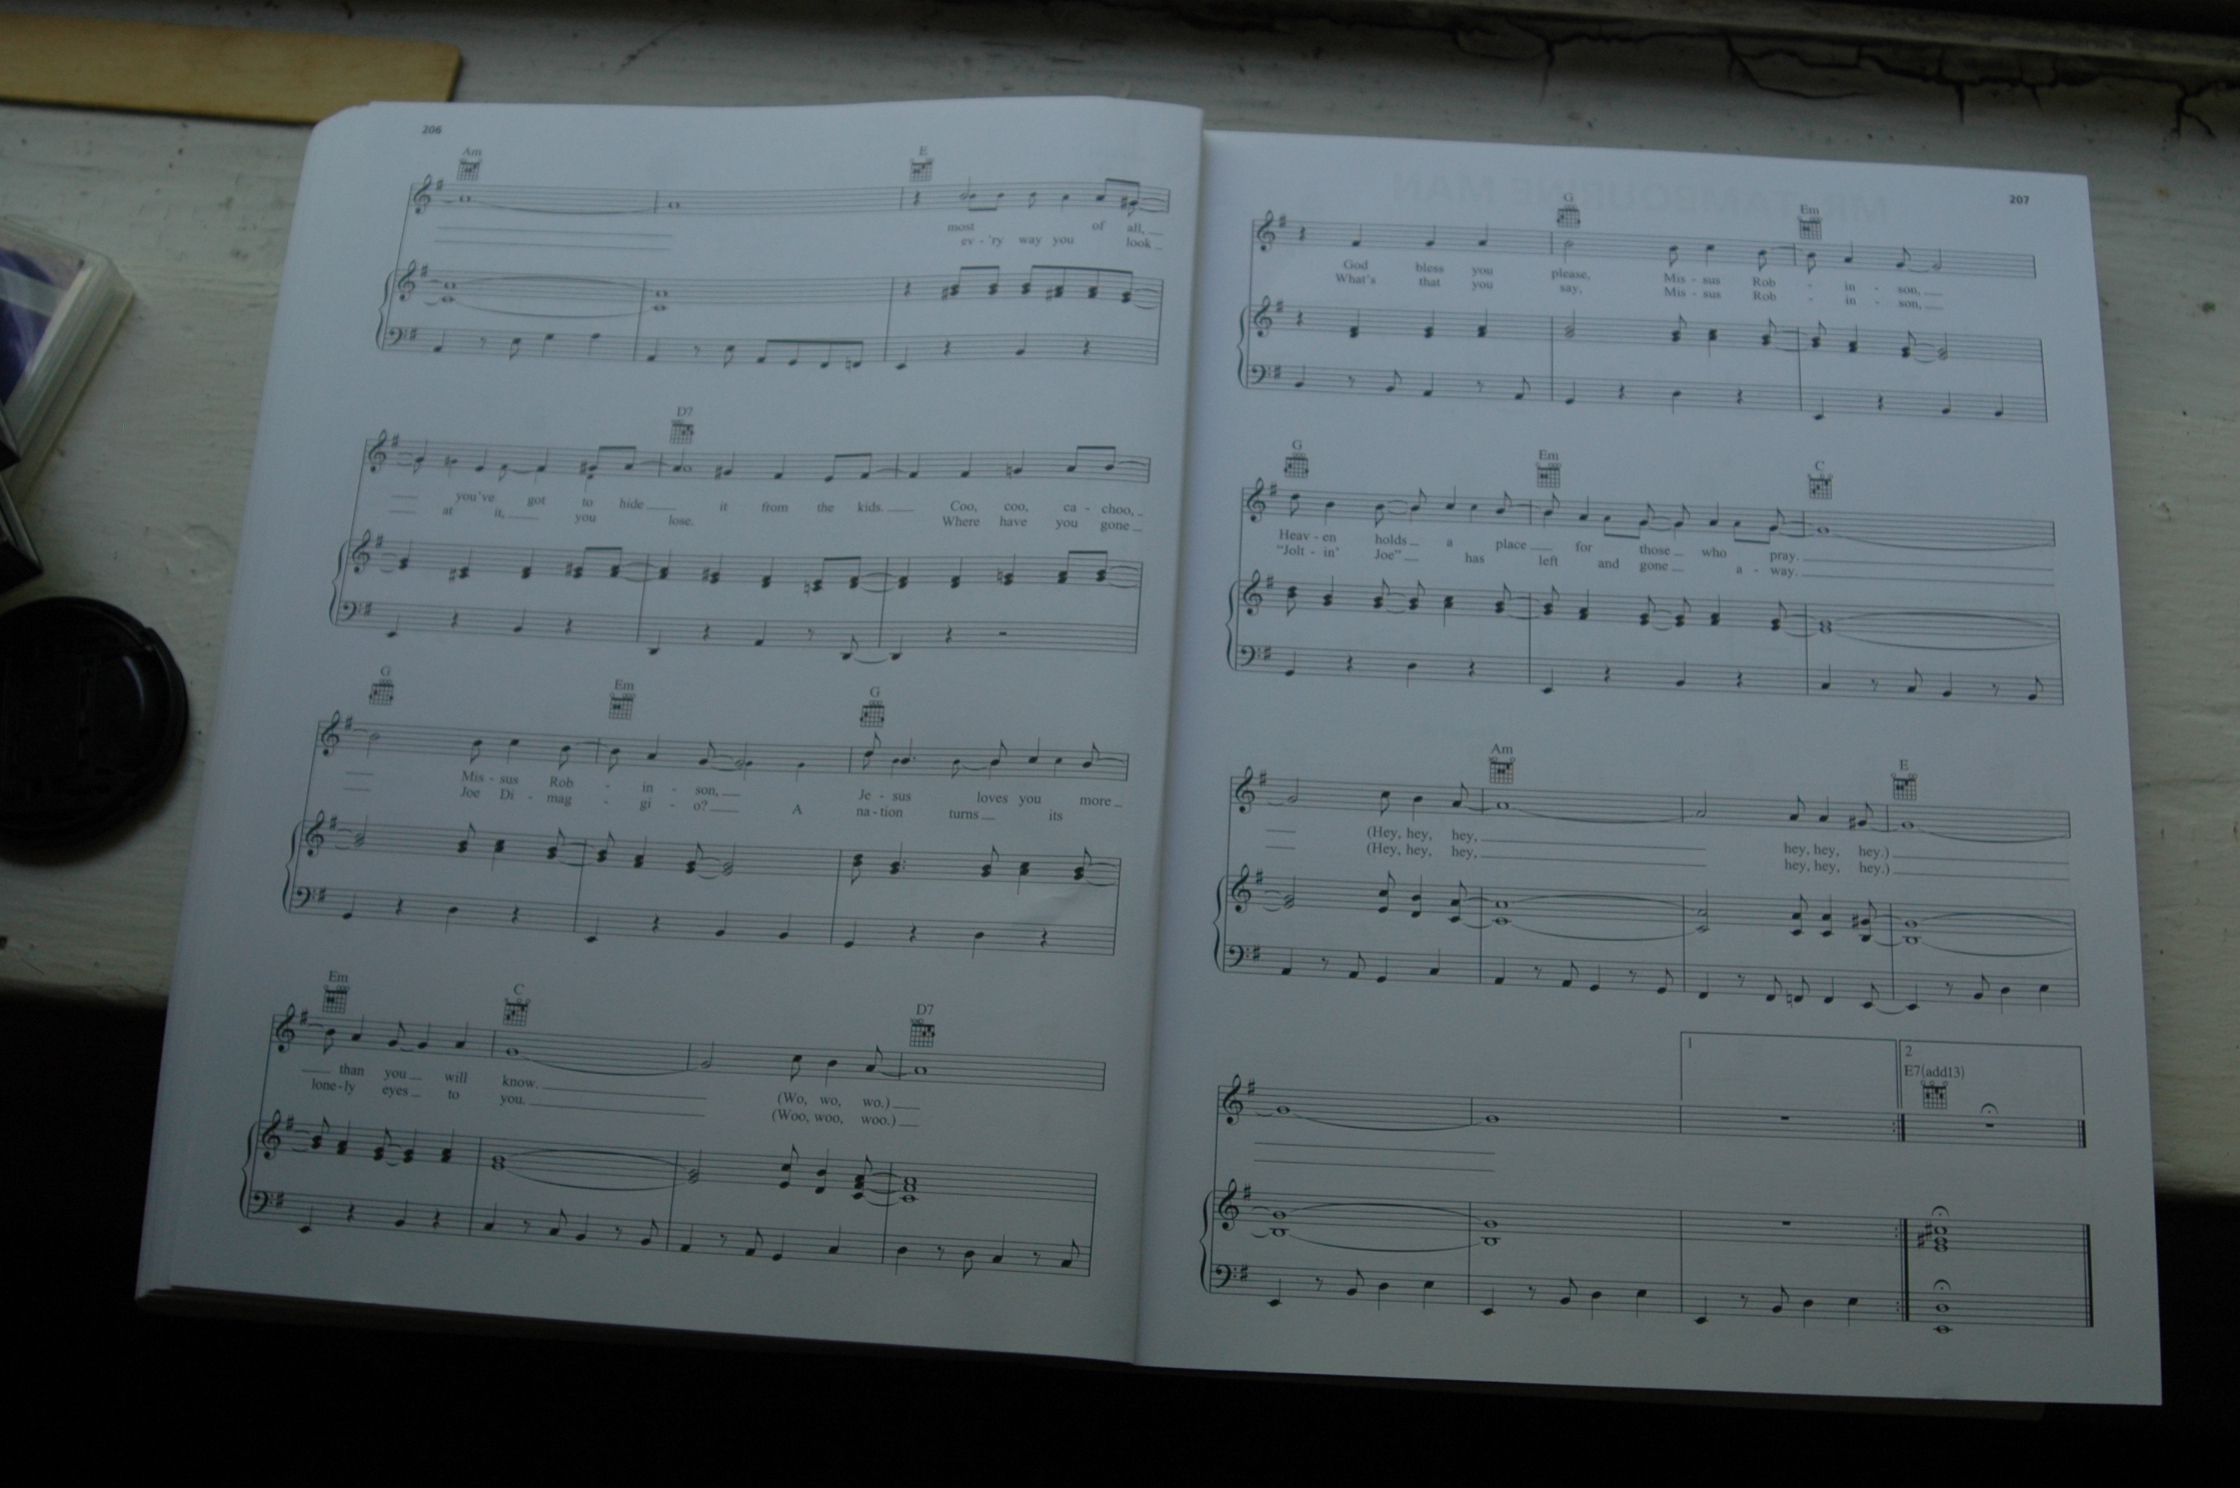 206
Am E
most of all,
ev - 'ry way you look
D7
you've got to hide it from the kids. Coo, coo, ca - choo,
at it, you lose. Where have you gone
G Em G
Mis - sus Rob - in - son, Je - sus loves you more
Joe Di - mag - gi - o? A na - tion turns its
Em C D7
than you will know. (Wo, wo, wo.)
lone - ly eyes to you. (Woo, woo, woo.)
MR. TAMBOURINE MAN
207
G Em
God bless you please, Mis - sus Rob - in - son,
What's that you say, Mis - sus Rob - in - son,
G Em C
Heav - en holds a place for those who pray.
"Jolt - in' Joe" has left and gone a - way.
Am E
(Hey, hey, hey, hey, hey, hey.)
(Hey, hey, hey, hey, hey, hey.)
1 2
E7(add13)